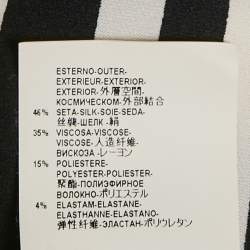 ESTERNO-OUTER-
EXTERIEUR-EXTERIOR-
EXTERIOR-外層空間-
КОСМИЧЕСКОМ-外部結合
46% SETA-SILK-SOIE-SEDA-
丝绸-ШЕЛК-絹
35% VISCOSA-VISCOSE-
VISCOSE-人造纤维-
ВИСКОЗА-レーヨン
15% POLIESTERE-
POLYESTER-POLIESTER-
聚酯-ПОЛИЭФИРНОЕ
ВОЛОКНО-ポリエステル
4% ELASTAM-ELASTANE-
ELASTHANNE-ELASTANO-
弹性纤维-ЭЛАСТАН-ポリウレタン